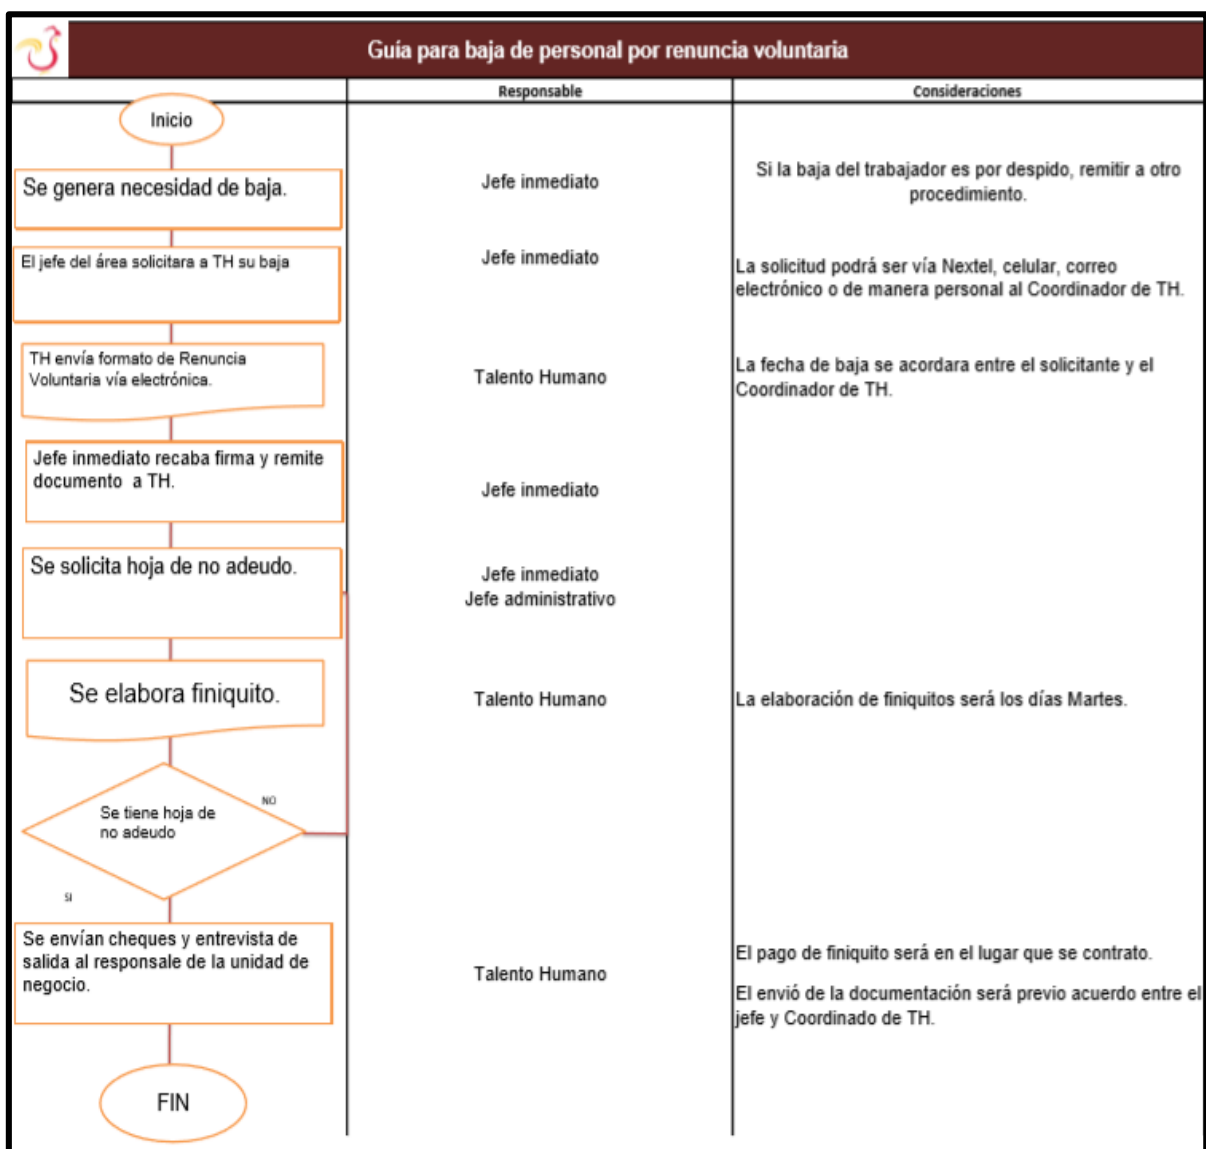 Guía para baja de personal por renuncia voluntaria
Responsable
Consideraciones
Inicio
Se genera necesidad de baja.
Jefe inmediato
Si la baja del trabajador es por despido, remitir a otro
procedimiento.
El jefe del área solicitara a TH su baja
Jefe inmediato
La solicitud podrá ser vía Nextel, celular, correo
electrónico o de manera personal al Coordinador de TH.
TH envía formato de Renuncia
Voluntaria vía electrónica.
Talento Humano
La fecha de baja se acordara entre el solicitante y el
Coordinador de TH.
Jefe inmediato recaba firma y remite
documento a TH.
Jefe inmediato
Se solicita hoja de no adeudo.
Jefe inmediato
Jefe administrativo
Se elabora finiquito.
Talento Humano
La elaboración de finiquitos será los días Martes.
Se tiene hoja de
no adeudo
NO
SI
Se envían cheques y entrevista de
salida al responsale de la unidad de
negocio.
Talento Humano
El pago de finiquito será en el lugar que se contrato.
El envió de la documentación será previo acuerdo entre el
jefe y Coordinado de TH.
FIN